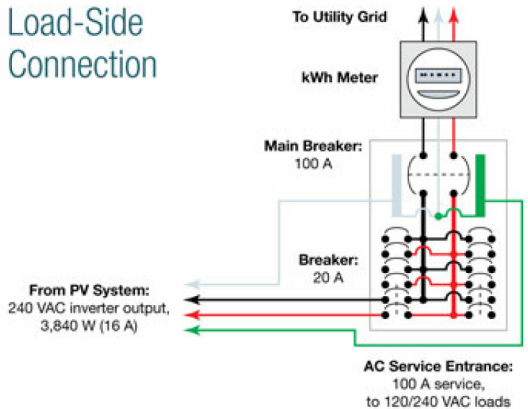 Load-Side
Connection
To Utility Grid
kWh Meter
Main Breaker:
100 A
Breaker:
20 A
From PV System:
240 VAC inverter output,
3,840 W (16 A)
AC Service Entrance:
100 A service,
to 120/240 VAC loads